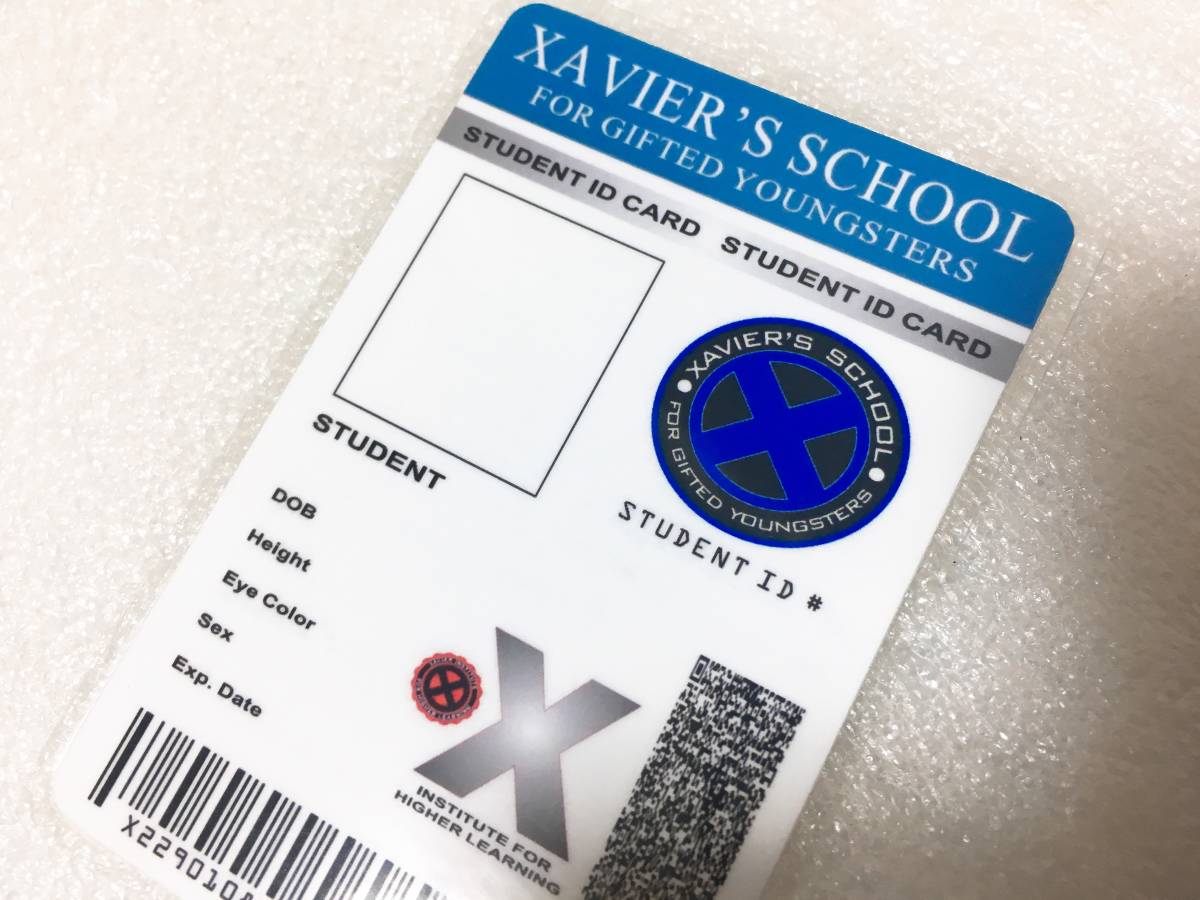 XAVIER'S SCHOOL
FOR GIFTED YOUNGSTERS
STUDENT ID CARD STUDENT ID CARD
XAVIER'S SCHOOL
FOR GIFTED YOUNGSTERS
STUDENT
STUDENT ID #
DOB
Height
Eye Color
Sex
Exp. Date
INSTITUTE FOR
HIGHER LEARNING
X2290104